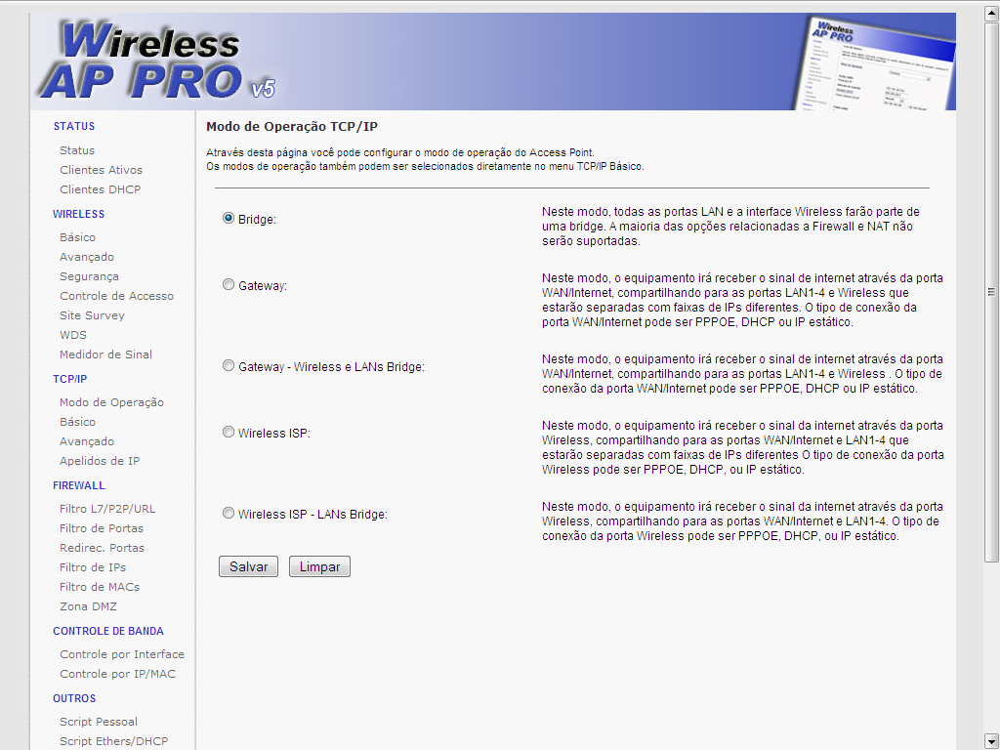 Wireless
AP PRO v5
Wireless
AP PRO
STATUS
Status
Clientes Ativos
Clientes DHCP
WIRELESS
Básico
Avançado
Segurança
Controle de Accesso
Site Survey
WDS
Medidor de Sinal
TCP/IP
Modo de Operação
Básico
Avançado
Apelidos de IP
FIREWALL
Filtro L7/P2P/URL
Filtro de Portas
Redirec. Portas
Filtro de IPs
Filtro de MACs
Zona DMZ
CONTROLE DE BANDA
Controle por Interface
Controle por IP/MAC
OUTROS
Script Pessoal
Script Ethers/DHCP
Modo de Operação TCP/IP
Através desta página você pode configurar o modo de operação do Access Point.
Os modos de operação também podem ser selecionados diretamente no menu TCP/IP Básico.
Bridge:
Neste modo, todas as portas LAN e a interface Wireless farão parte de
uma bridge. A maioria das opções relacionadas a Firewall e NAT não
serão suportadas.
Gateway:
Neste modo, o equipamento irá receber o sinal de internet através da porta
WAN/Internet, compartilhando para as portas LAN1-4 e Wireless que
estarão separadas com faixas de IPs diferentes. O tipo de conexão da
porta WAN/Internet pode ser PPPOE, DHCP ou IP estático.
Gateway - Wireless e LANs Bridge:
Neste modo, o equipamento irá receber o sinal de internet através da porta
WAN/Internet, compartilhando para as portas LAN1-4 e Wireless . O tipo de
conexão da porta WAN/Internet pode ser PPPOE, DHCP ou IP estático.
Wireless ISP:
Neste modo, o equipamento irá receber o sinal da internet através da porta
Wireless, compartilhando para as portas WAN/Internet e LAN1-4 que
estarão separadas com faixas de IPs diferentes O tipo de conexão da porta
Wireless pode ser PPPOE, DHCP, ou IP estático.
Wireless ISP - LANs Bridge:
Neste modo, o equipamento irá receber o sinal da internet através da porta
Wireless, compartilhando para as portas WAN/Internet e LAN1-4. O tipo de
conexão da porta Wireless pode ser PPPOE, DHCP, ou IP estático.
Salvar
Limpar